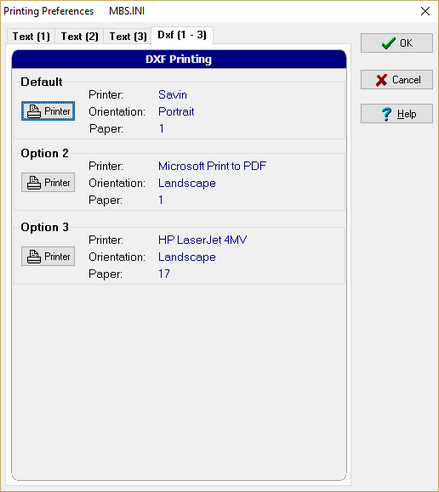 Printing Preferences MBS.INI
Text (1) Text (2) Text (3) Dxf (1 - 3)
OK
DXF Printing
Cancel
Default
Printer Printer: Savin
Orientation: Portrait
Paper: 1
Help
Option 2
Printer Printer: Microsoft Print to PDF
Orientation: Landscape
Paper: 1
Option 3
Printer Printer: HP LaserJet 4MV
Orientation: Landscape
Paper: 17